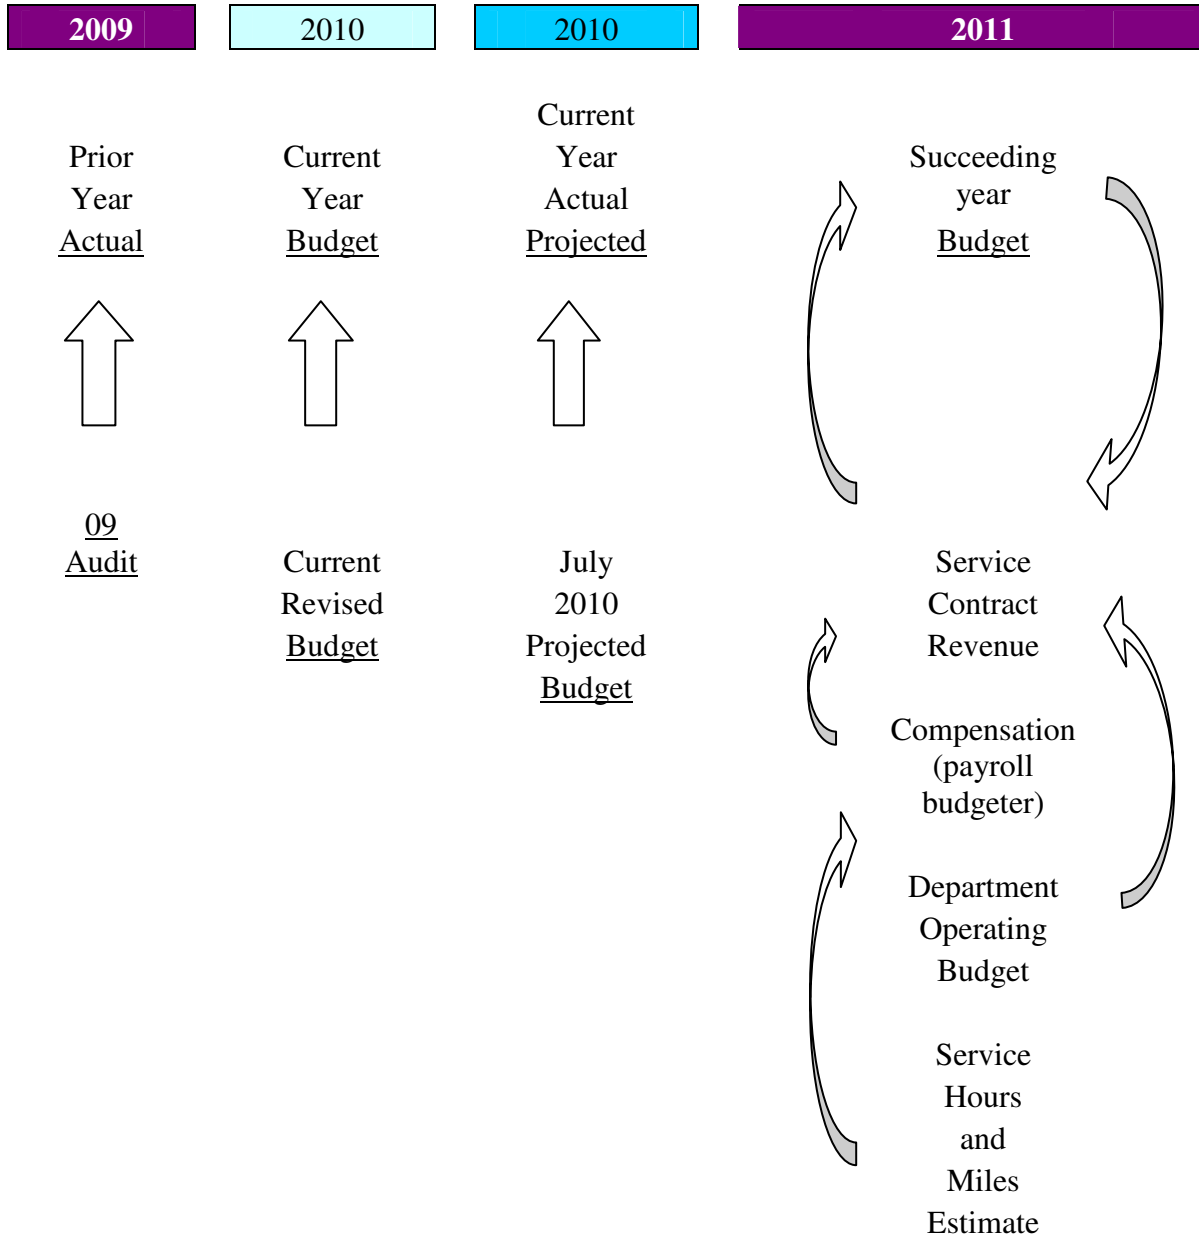 2009
2010
2010
2011
Prior
Year
Actual
Current
Year
Budget
Current
Year
Actual
Projected
Succeeding
year
Budget
09
Audit
Current
Revised
Budget
July
2010
Projected
Budget
Service
Contract
Revenue
Compensation
(payroll
budgeter)
Department
Operating
Budget
Service
Hours
and
Miles
Estimate